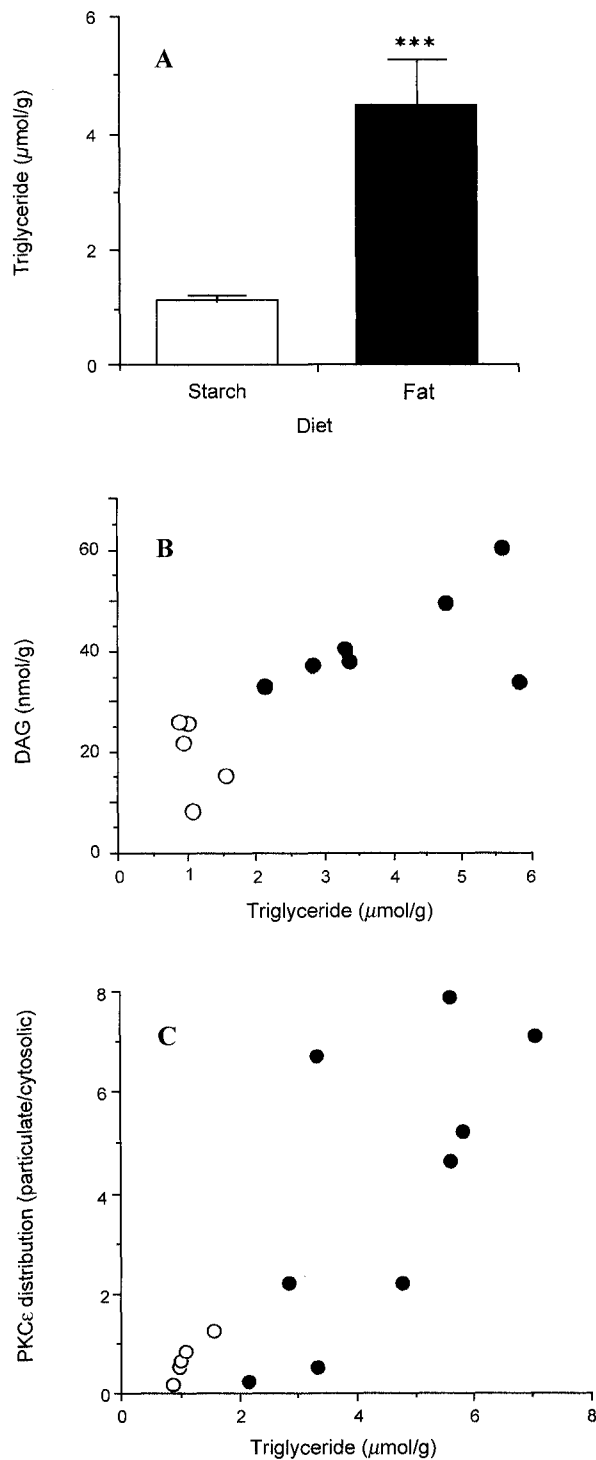 A
***
6
4
2
0
Triglyceride (μmol/g)
Starch
Fat
Diet
B
60
40
20
0
DAG (nmol/g)
0 1 2 3 4 5 6
Triglyceride (μmol/g)
C
8
6
4
2
0
PKCε distribution (particulate/cytosolic)
0 2 4 6 8
Triglyceride (μmol/g)